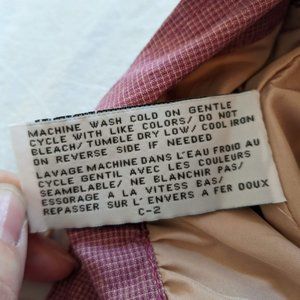 MACHINE WASH COLD ON GENTLE
CYCLE WITH LIKE COLORS/ DO NOT
BLEACH/ TUMBLE DRY LOW/ COOL IRON
ON REVERSE SIDE IF NEEDED
LAVAGE MACHINE DANS L'EAU FROID AU
CYCLE GENTIL AVEC LES COULEURS
SEAMBLABLE/ NE BLANCHIR PAS/
ESSORAGE A LA VITESS BAS/
REPASSER SUR L' ENVERS A FER DOUX
C-2